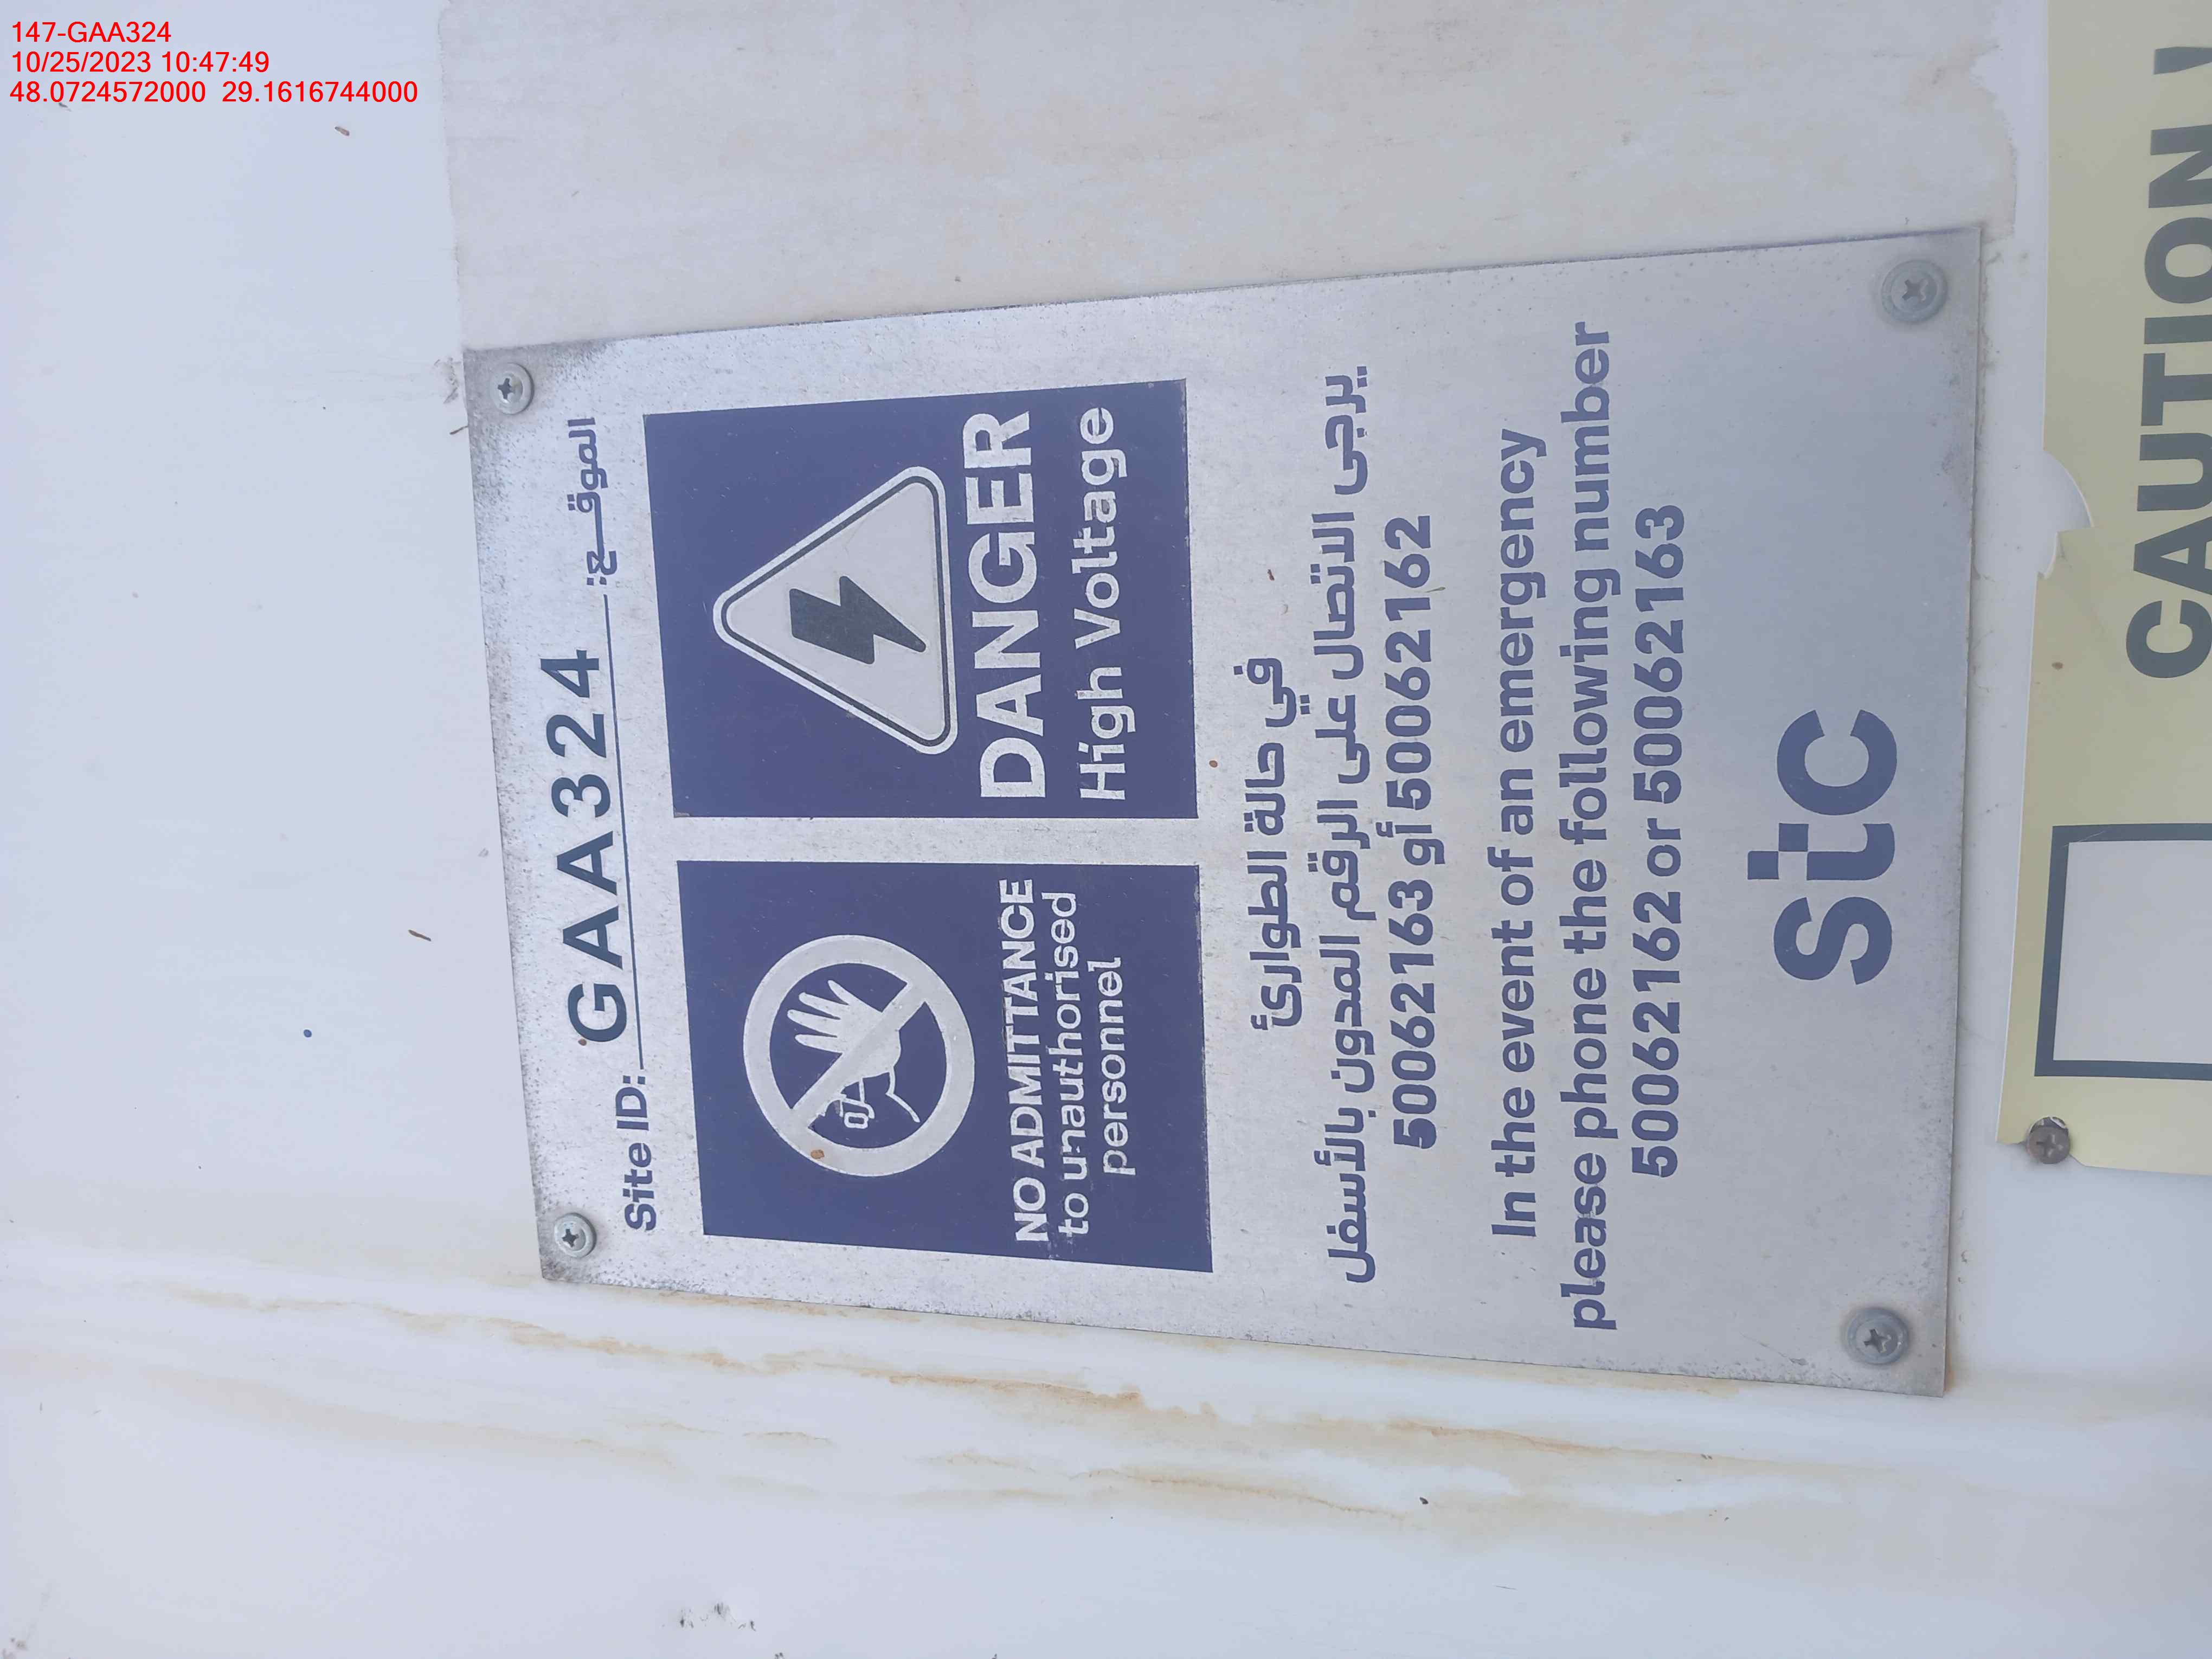 147-GAA324
10/25/2023 10:47:49
48.0724572000 29.1616744000
Site ID: GAA324 الموقـــع:
NO ADMITTANCE
to unauthorised
personnel
DANGER
High Voltage
في حالة الطوارئ
يرجى الاتصال على الرقم المدون بالأسفل
50062162 أو 50062163
In the event of an emergency
please phone the following number
50062162 or 50062163
stc
CAUTION !